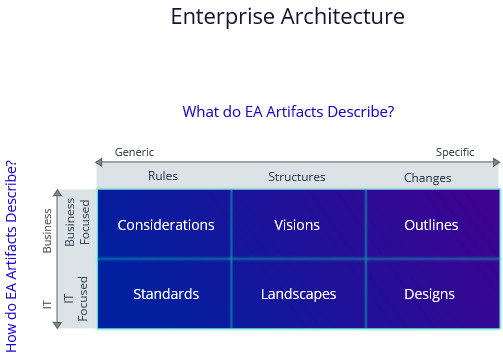 Enterprise Architecture
What do EA Artifacts Describe?
Generic
Specific
Rules
Structures
Changes
How do EA Artifacts Describe?
Business
Business
Focused
Considerations
Visions
Outlines
IT
IT
Focused
Standards
Landscapes
Designs